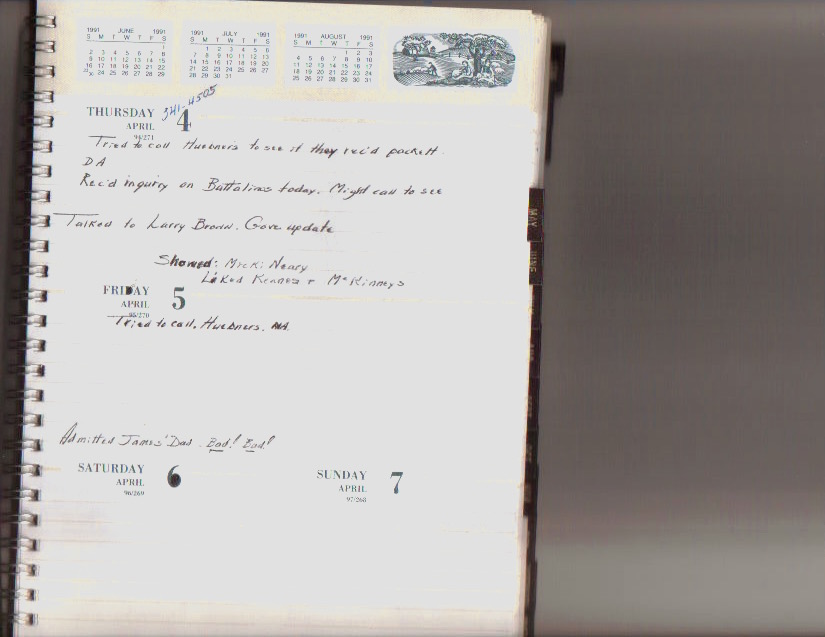 1991 JUNE 1991
S M T W T F S
1
2 3 4 5 6 7 8
9 10 11 12 13 14 15
16 17 18 19 20 21 22
24 25 26 27 28 29
1991 JULY 1991
S M T W T F S
1 2 3 4 5 6
7 8 9 10 11 12 13
14 15 16 17 18 19 20
21 22 23 24 25 26 27
28 29 30 31
1991 AUGUST 1991
S M T W T F S
1 2 3
4 5 6 7 8 9 10
11 12 13 14 15 16 17
18 19 20 21 22 23 24
25 26 27 28 29 30 31
341-4505
THURSDAY 4
APRIL
94/271
Tried to call Huebners to see if they rec'd packett.
DA
Rec'd inquiry on Battalinos today. Might call to see
Talked to Larry Brown. Gave update
Showed: Neary
Liked + McKinneys
FRIDAY 5
APRIL
95/270
Tried to call. Huebners. NA.
Admitted James' Dad. Bad! Bad!
SATURDAY 6
APRIL
96/269
SUNDAY 7
APRIL
97/268
MAY
JUNE